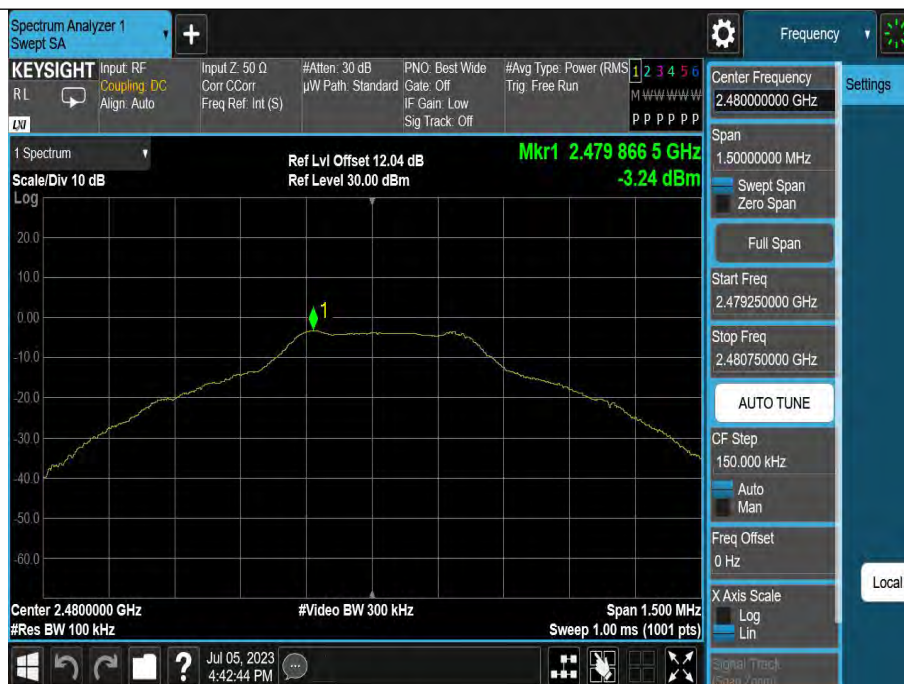 Spectrum Analyzer 1
Swept SA
Frequency
KEYSIGHT
R L
LXI
Input: RF
Coupling: DC
Align: Auto
Input Z: 50 Ω
Corr CCorr
Freq Ref: Int (S)
#Atten: 30 dB
µW Path: Standard
PNO: Best Wide
Gate: Off
IF Gain: Low
Sig Track: Off
#Avg Type: Power (RMS
Trig: Free Run
1 2 3 4 5 6
M W W W W W
P P P P P P
1 Spectrum
Scale/Div 10 dB
Log
Ref Lvl Offset 12.04 dB
Ref Level 30.00 dBm
Mkr1 2.479 866 5 GHz
-3.24 dBm
20.0
10.0
0.00
-10.0
-20.0
-30.0
-40.0
-50.0
-60.0
1
Center 2.4800000 GHz
#Res BW 100 kHz
#Video BW 300 kHz
Span 1.500 MHz
Sweep 1.00 ms (1001 pts)
Jul 05, 2023
4:42:44 PM
?
Center Frequency
2.480000000 GHz
Span
1.50000000 MHz
Swept Span
Zero Span
Full Span
Start Freq
2.479250000 GHz
Stop Freq
2.480750000 GHz
AUTO TUNE
CF Step
150.000 kHz
Auto
Man
Freq Offset
0 Hz
X Axis Scale
Log
Lin
Signal Track
(Span Zoom)
Settings
Local